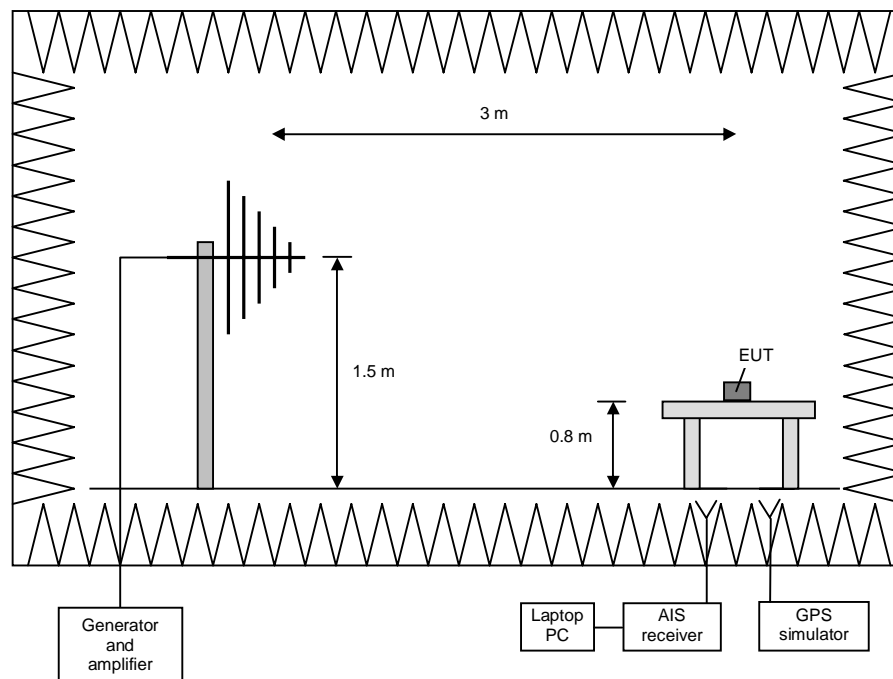 3 m
1.5 m
EUT
0.8 m
Generator
and
amplifier
Laptop
PC
AIS
receiver
GPS
simulator